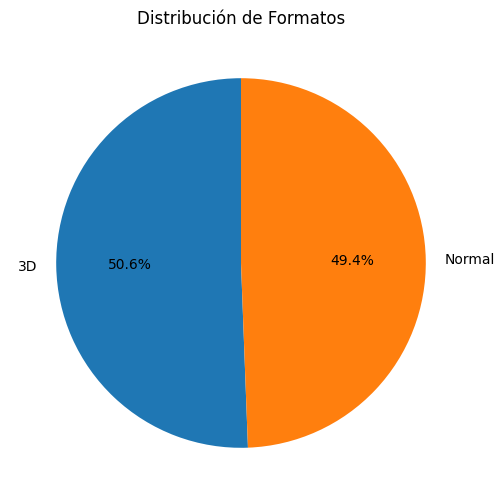 Distribución de Formatos
3D
50.6%
49.4%
Normal